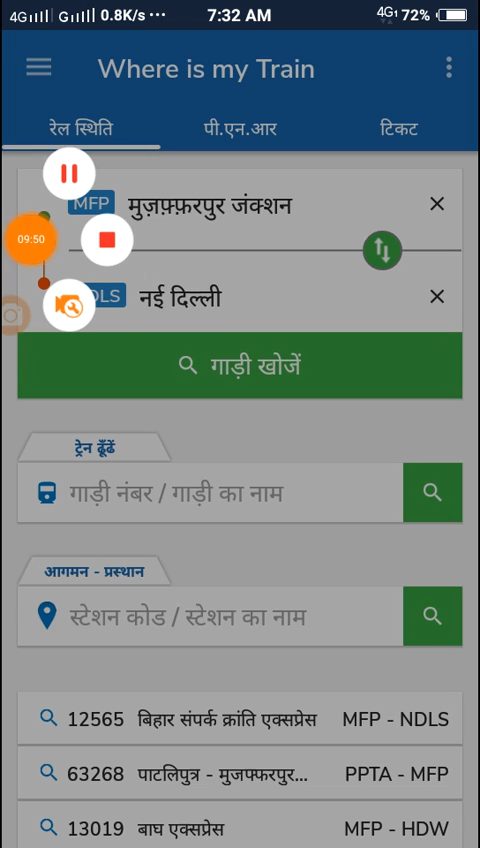 4G 4G 0.8K/s ... 7:32 AM 4G 72%
Where is my Train
रेल स्थिति पी.एन.आर टिकट
MFP मुज़फ़्फ़रपुर जंक्शन
09:50
DLS नई दिल्ली
गाड़ी खोजें
ट्रेन ढूँढें
गाड़ी नंबर / गाड़ी का नाम
आगमन - प्रस्थान
स्टेशन कोड / स्टेशन का नाम
12565 बिहार संपर्क क्रांति एक्सप्रेस MFP - NDLS
63268 पाटलिपुत्र - मुजफ्फरपुर... PPTA - MFP
13019 बाघ एक्सप्रेस MFP - HDW